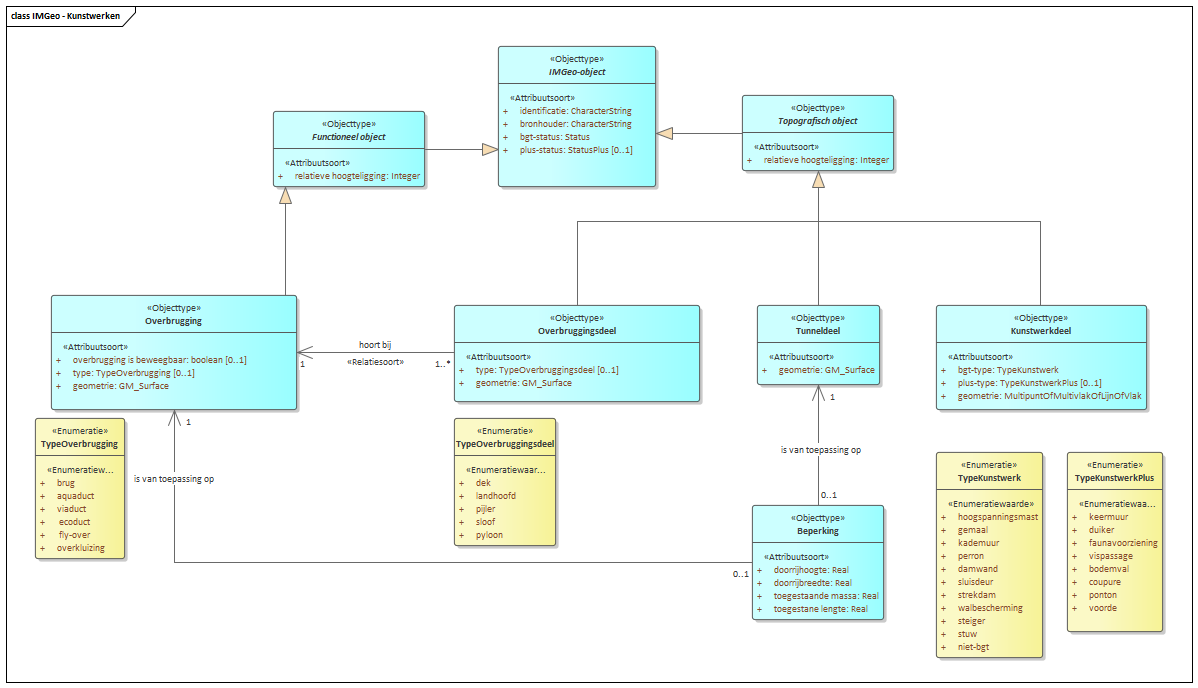 class IMGeo - Kunstwerken
«Objecttype»
IMGeo-object
«Attribuutsoort»
+ identificatie: CharacterString
+ bronhouder: CharacterString
+ bgt-status: Status
+ plus-status: StatusPlus [0..1]
«Objecttype»
Functioneel object
«Attribuutsoort»
+ relatieve hoogteligging: Integer
«Objecttype»
Topografisch object
«Attribuutsoort»
+ relatieve hoogteligging: Integer
«Objecttype»
Overbrugging
«Attribuutsoort»
+ overbrugging is beweegbaar: boolean [0..1]
+ type: TypeOverbrugging [0..1]
+ geometrie: GM_Surface
hoort bij
«Relatiesoort»
1
1..*
«Objecttype»
Overbruggingsdeel
«Attribuutsoort»
+ type: TypeOverbruggingsdeel [0..1]
+ geometrie: GM_Surface
«Objecttype»
Tunneldeel
«Attribuutsoort»
+ geometrie: GM_Surface
«Objecttype»
Kunstwerkdeel
«Attribuutsoort»
+ bgt-type: TypeKunstwerk
+ plus-type: TypeKunstwerkPlus [0..1]
+ geometrie: MultipuntOfMultivlakOfLijnOfVlak
«Enumeratie»
TypeOverbrugging
«Enumeratiew...
+ brug
+ aquaduct
+ viaduct
+ ecoduct
+ fly-over
+ overkluizing
1
is van toepassing op
0..1
«Enumeratie»
TypeOverbruggingsdeel
«Enumeratiewaar...
+ dek
+ landhoofd
+ pijler
+ sloof
+ pyloon
1
is van toepassing op
0..1
«Objecttype»
Beperking
«Attribuutsoort»
+ doorrijhoogte: Real
+ doorrijbreedte: Real
+ toegestaande massa: Real
+ toegestane lengte: Real
«Enumeratie»
TypeKunstwerk
«Enumeratiewaarde»
+ hoogspanningsmast
+ gemaal
+ kademuur
+ perron
+ damwand
+ sluisdeur
+ strekdam
+ walbescherming
+ steiger
+ stuw
+ niet-bgt
«Enumeratie»
TypeKunstwerkPlus
«Enumeratiewaa...
+ keermuur
+ duiker
+ faunavoorziening
+ vispassage
+ bodemval
+ coupure
+ ponton
+ voorde